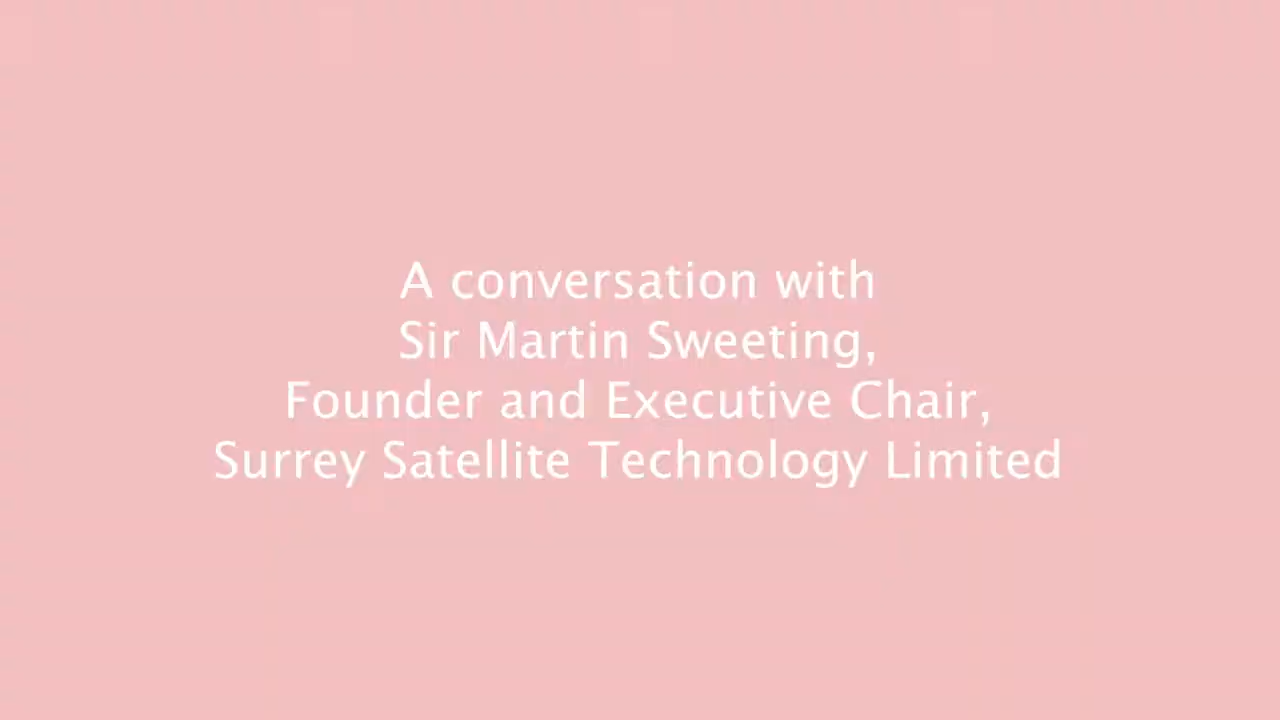 A conversation with
Sir Martin Sweeting,
Founder and Executive Chair,
Surrey Satellite Technology Limited